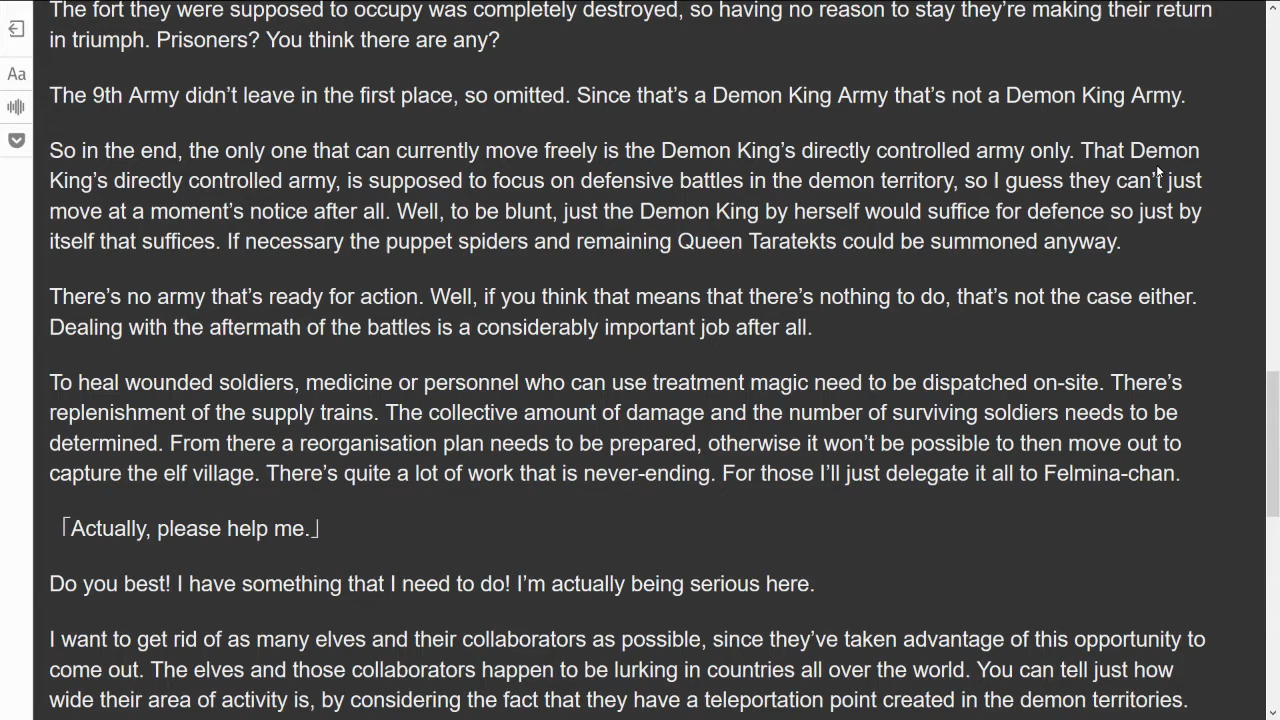 The fort they were supposed to occupy was completely destroyed, so having no reason to stay they’re making their return
in triumph. Prisoners? You think there are any?
The 9th Army didn’t leave in the first place, so omitted. Since that’s a Demon King Army that’s not a Demon King Army.
So in the end, the only one that can currently move freely is the Demon King’s directly controlled army only. That Demon
King’s directly controlled army, is supposed to focus on defensive battles in the demon territory, so I guess they can’t just
move at a moment’s notice after all. Well, to be blunt, just the Demon King by herself would suffice for defence so just by
itself that suffices. If necessary the puppet spiders and remaining Queen Taratekts could be summoned anyway.
There’s no army that’s ready for action. Well, if you think that means that there’s nothing to do, that’s not the case either.
Dealing with the aftermath of the battles is a considerably important job after all.
To heal wounded soldiers, medicine or personnel who can use treatment magic need to be dispatched on-site. There’s
replenishment of the supply trains. The collective amount of damage and the number of surviving soldiers needs to be
determined. From there a reorganisation plan needs to be prepared, otherwise it won’t be possible to then move out to
capture the elf village. There’s quite a lot of work that is never-ending. For those I’ll just delegate it all to Felmina-chan.
「Actually, please help me.」
Do you best! I have something that I need to do! I’m actually being serious here.
I want to get rid of as many elves and their collaborators as possible, since they’ve taken advantage of this opportunity to
come out. The elves and those collaborators happen to be lurking in countries all over the world. You can tell just how
wide their area of activity is, by considering the fact that they have a teleportation point created in the demon territories.
Aa